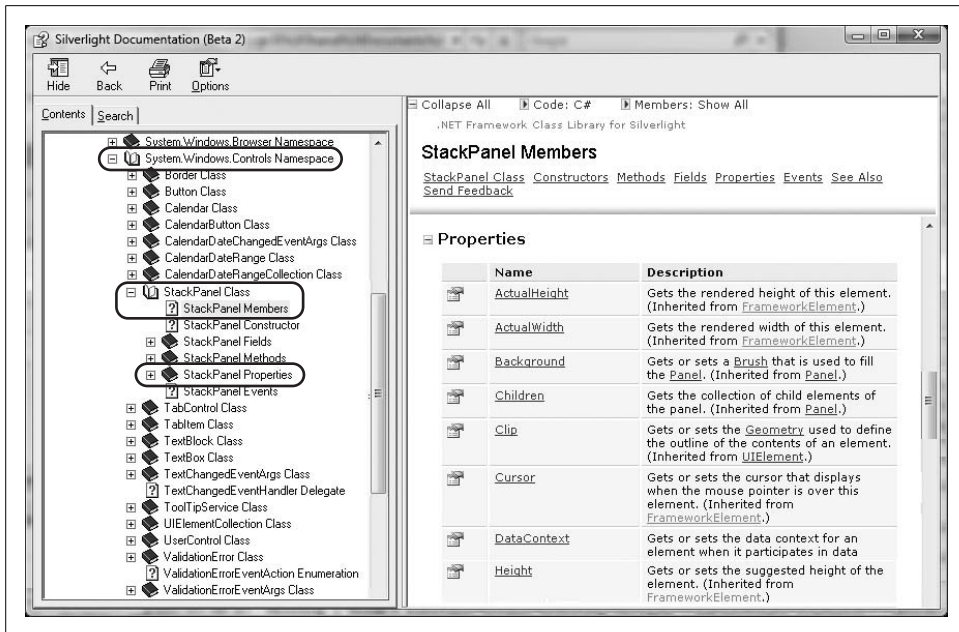 Silverlight Documentation (Beta 2)
Hide Back Print Options
Contents Search
System.Windows.Browser Namespace
System.Windows.Controls Namespace
Border Class
Button Class
Calendar Class
CalendarButton Class
CalendarDateChangedEventArgs Class
CalendarDateRange Class
CalendarDateRangeCollection Class
StackPanel Class
StackPanel Members
StackPanel Constructor
StackPanel Fields
StackPanel Methods
StackPanel Properties
StackPanel Events
TabControl Class
TabItem Class
TextBlock Class
TextBox Class
TextChangedEventArgs Class
TextChangedEventHandler Delegate
ToolTipService Class
UIElementCollection Class
UserControl Class
ValidationError Class
ValidationErrorEventAction Enumeration
ValidationErrorEventArgs Class
Collapse All Code: C# Members: Show All
.NET Framework Class Library for Silverlight
StackPanel Members
StackPanel Class Constructors Methods Fields Properties Events See Also
Send Feedback
Properties
Name Description
ActualHeight Gets the rendered height of this element.
(Inherited from FrameworkElement.)
ActualWidth Gets the rendered width of this element.
(Inherited from FrameworkElement.)
Background Gets or sets a Brush that is used to fill
the Panel. (Inherited from Panel.)
Children Gets the collection of child elements of
the panel. (Inherited from Panel.)
Clip Gets or sets the Geometry used to define
the outline of the contents of an element.
(Inherited from UIElement.)
Cursor Gets or sets the cursor that displays
when the mouse pointer is over this
element. (Inherited from
FrameworkElement.)
DataContext Gets or sets the data context for an
element when it participates in data
Height Gets or sets the suggested height of the
element. (Inherited from
FrameworkElement.)